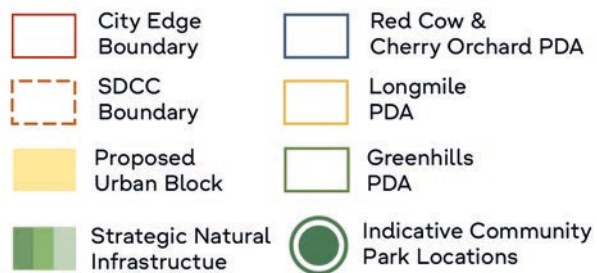 City Edge
Boundary
SDCC
Boundary
Proposed
Urban Block
Strategic Natural
Infrastructue
Red Cow &
Cherry Orchard PDA
Longmile
PDA
Greenhills
PDA
Indicative Community
Park Locations